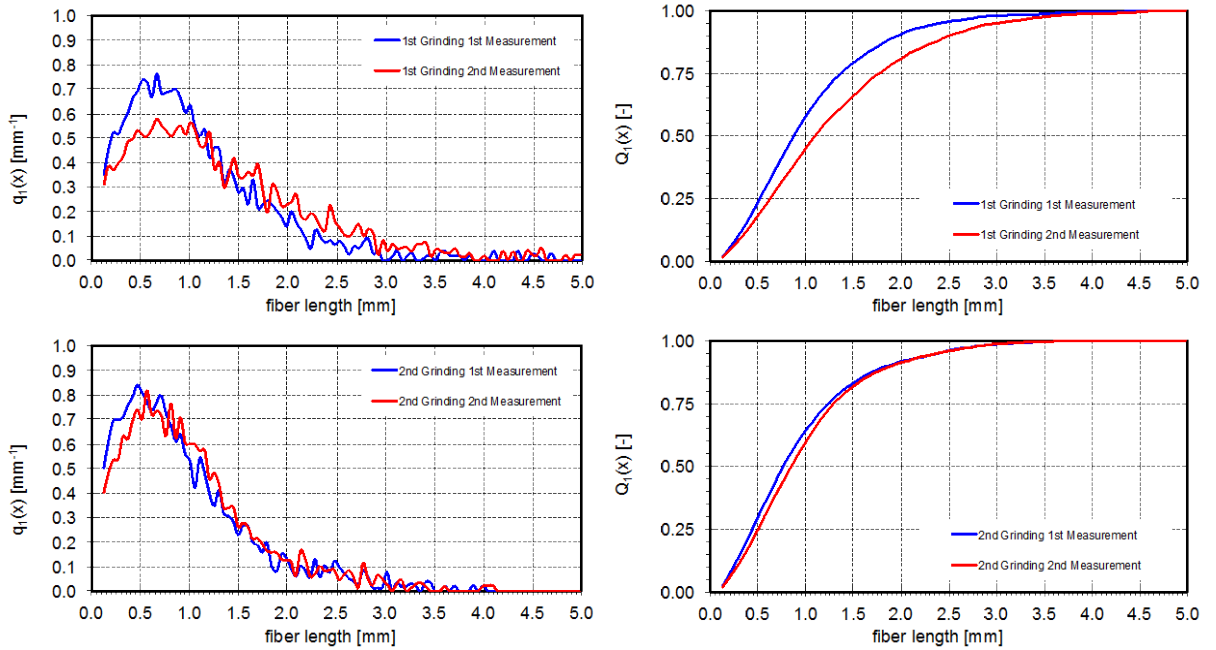 1.0
0.9
0.8
0.7
0.6
0.5
0.4
0.3
0.2
0.1
0.0
q₁(x) [mm⁻¹]
1st Grinding 1st Measurement
1st Grinding 2nd Measurement
0.0 0.5 1.0 1.5 2.0 2.5 3.0 3.5 4.0 4.5 5.0
fiber length [mm]
1.00
0.75
0.50
0.25
0.00
Q₁(x) [-]
1st Grinding 1st Measurement
1st Grinding 2nd Measurement
0.0 0.5 1.0 1.5 2.0 2.5 3.0 3.5 4.0 4.5 5.0
fiber length [mm]
1.0
0.9
0.8
0.7
0.6
0.5
0.4
0.3
0.2
0.1
0.0
q₁(x) [mm⁻¹]
2nd Grinding 1st Measurement
2nd Grinding 2nd Measurement
0.0 0.5 1.0 1.5 2.0 2.5 3.0 3.5 4.0 4.5 5.0
fiber length [mm]
1.00
0.75
0.50
0.25
0.00
Q₁(x) [-]
2nd Grinding 1st Measurement
2nd Grinding 2nd Measurement
0.0 0.5 1.0 1.5 2.0 2.5 3.0 3.5 4.0 4.5 5.0
fiber length [mm]